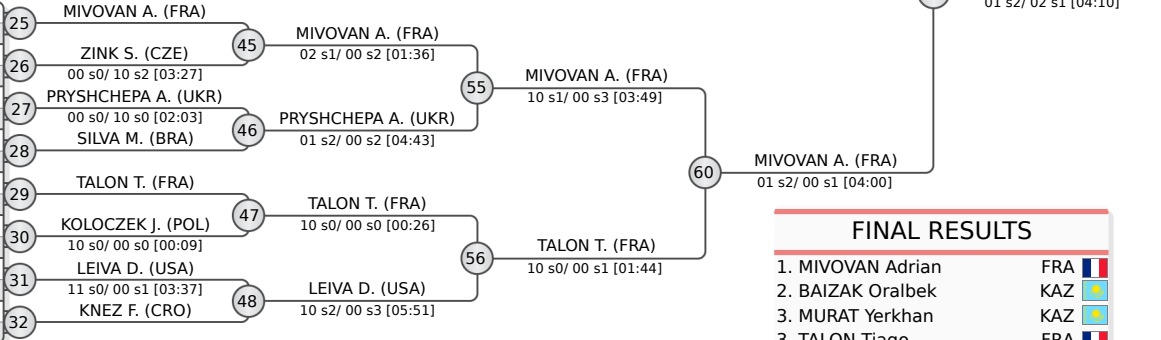 01 s2/ 02 s1 [04:10]
25
MIVOVAN A. (FRA)
45
MIVOVAN A. (FRA)
02 s1/ 00 s2 [01:36]
26
ZINK S. (CZE)
00 s0/ 10 s2 [03:27]
55
MIVOVAN A. (FRA)
10 s1/ 00 s3 [03:49]
27
PRYSHCHEPA A. (UKR)
00 s0/ 10 s0 [02:03]
46
PRYSHCHEPA A. (UKR)
01 s2/ 00 s2 [04:43]
28
SILVA M. (BRA)
60
MIVOVAN A. (FRA)
01 s2/ 00 s1 [04:00]
29
TALON T. (FRA)
47
TALON T. (FRA)
10 s0/ 00 s0 [00:26]
30
KOLOCZEK J. (POL)
10 s0/ 00 s0 [00:09]
56
TALON T. (FRA)
10 s0/ 00 s1 [01:44]
31
LEIVA D. (USA)
11 s0/ 00 s1 [03:37]
48
LEIVA D. (USA)
10 s2/ 00 s3 [05:51]
32
KNEZ F. (CRO)
FINAL RESULTS
1. MIVOVAN Adrian FRA
2. BAIZAK Oralbek KAZ
3. MURAT Yerkhan KAZ
3. TALON Tiago FRA